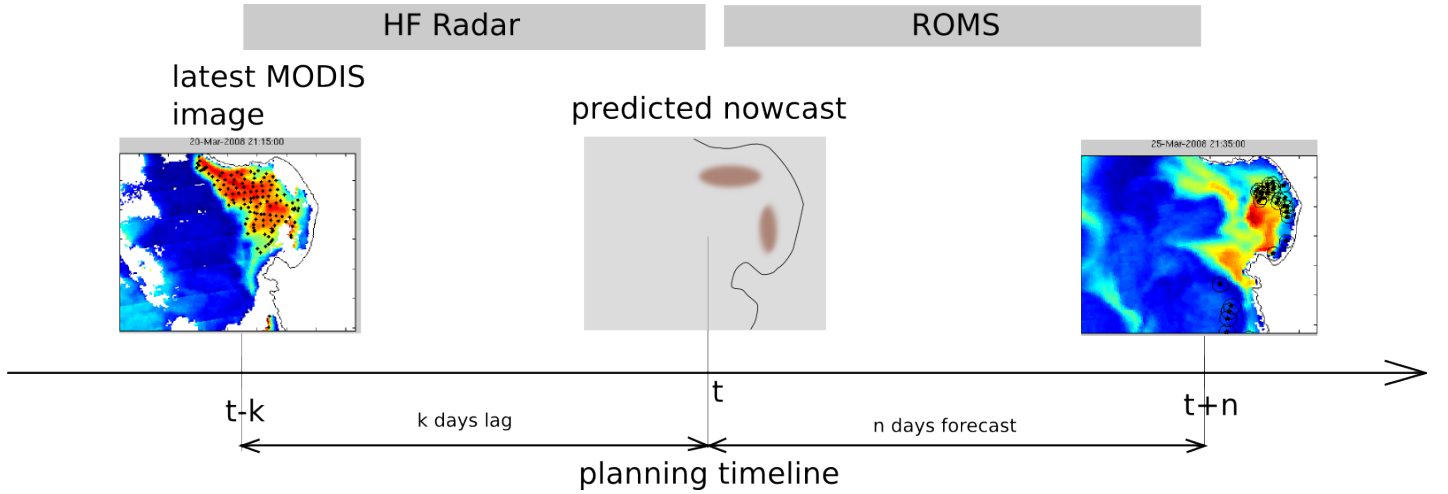 HF Radar
ROMS
latest MODIS
image
predicted nowcast
20-Mar-2008 21:15:00
25-Mar-2008 21:35:00
t-k
t
t+n
k days lag
n days forecast
planning timeline